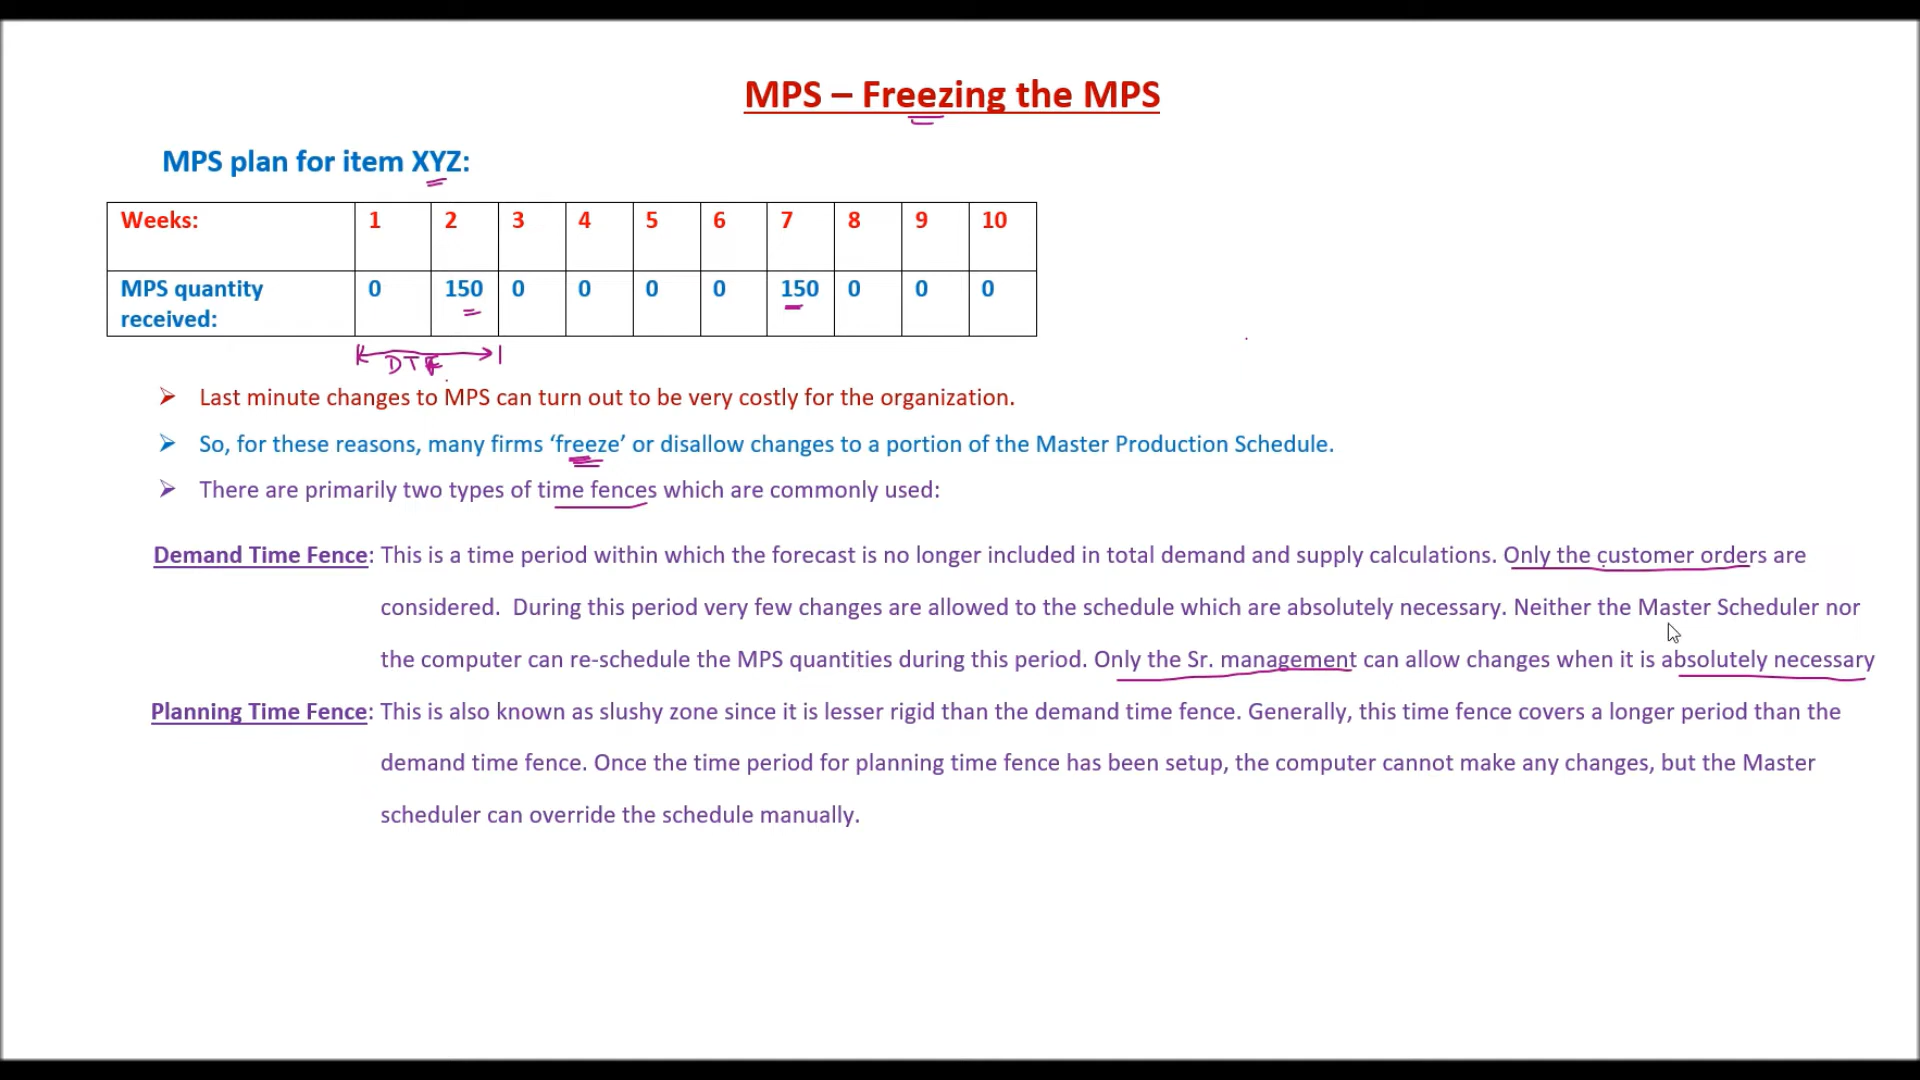 MPS – Freezing the MPS
MPS plan for item XYZ:
Weeks: 1 2 3 4 5 6 7 8 9 10
MPS quantity 0 150 0 0 0 0 150 0 0 0
received:
DTF
➢ Last minute changes to MPS can turn out to be very costly for the organization.
➢ So, for these reasons, many firms ‘freeze’ or disallow changes to a portion of the Master Production Schedule.
➢ There are primarily two types of time fences which are commonly used:
Demand Time Fence: This is a time period within which the forecast is no longer included in total demand and supply calculations. Only the customer orders are
considered. During this period very few changes are allowed to the schedule which are absolutely necessary. Neither the Master Scheduler nor
the computer can re-schedule the MPS quantities during this period. Only the Sr. management can allow changes when it is absolutely necessary
Planning Time Fence: This is also known as slushy zone since it is lesser rigid than the demand time fence. Generally, this time fence covers a longer period than the
demand time fence. Once the time period for planning time fence has been setup, the computer cannot make any changes, but the Master
scheduler can override the schedule manually.